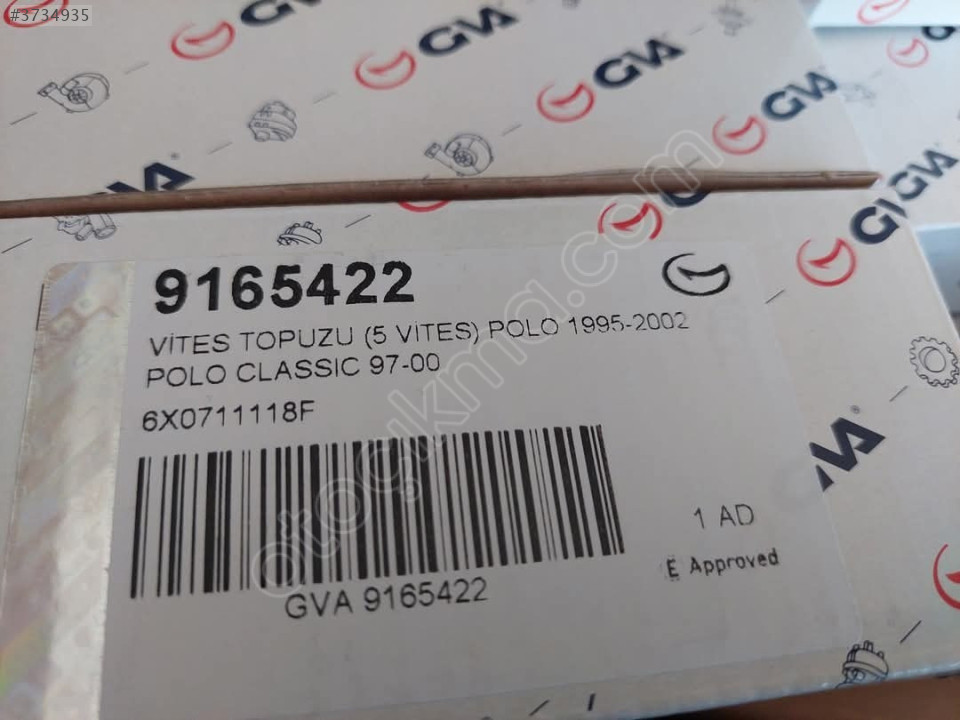 #3734935
GVA
GVA
GVA
GVA
GVA
9165422
VİTES TOPUZU (5 VİTES) POLO 1995-2002
POLO CLASSIC 97-00
6X0711118F
1 AD
E Approved
GVA 9165422
otoçıkma.com